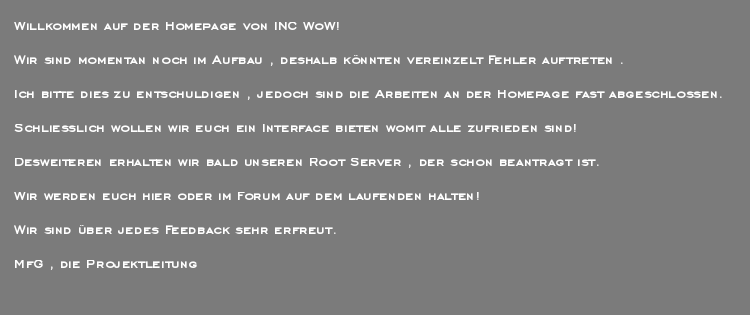 Willkommen auf der Homepage von INC WoW!
Wir sind momentan noch im Aufbau , deshalb könnten vereinzelt Fehler auftreten .
Ich bitte dies zu entschuldigen , jedoch sind die Arbeiten an der Homepage fast abgeschlossen.
Schliesslich wollen wir euch ein Interface bieten womit alle zufrieden sind!
Desweiteren erhalten wir bald unseren Root Server , der schon beantragt ist.
Wir werden euch hier oder im Forum auf dem laufenden halten!
Wir sind über jedes Feedback sehr erfreut.
MfG , die Projektleitung